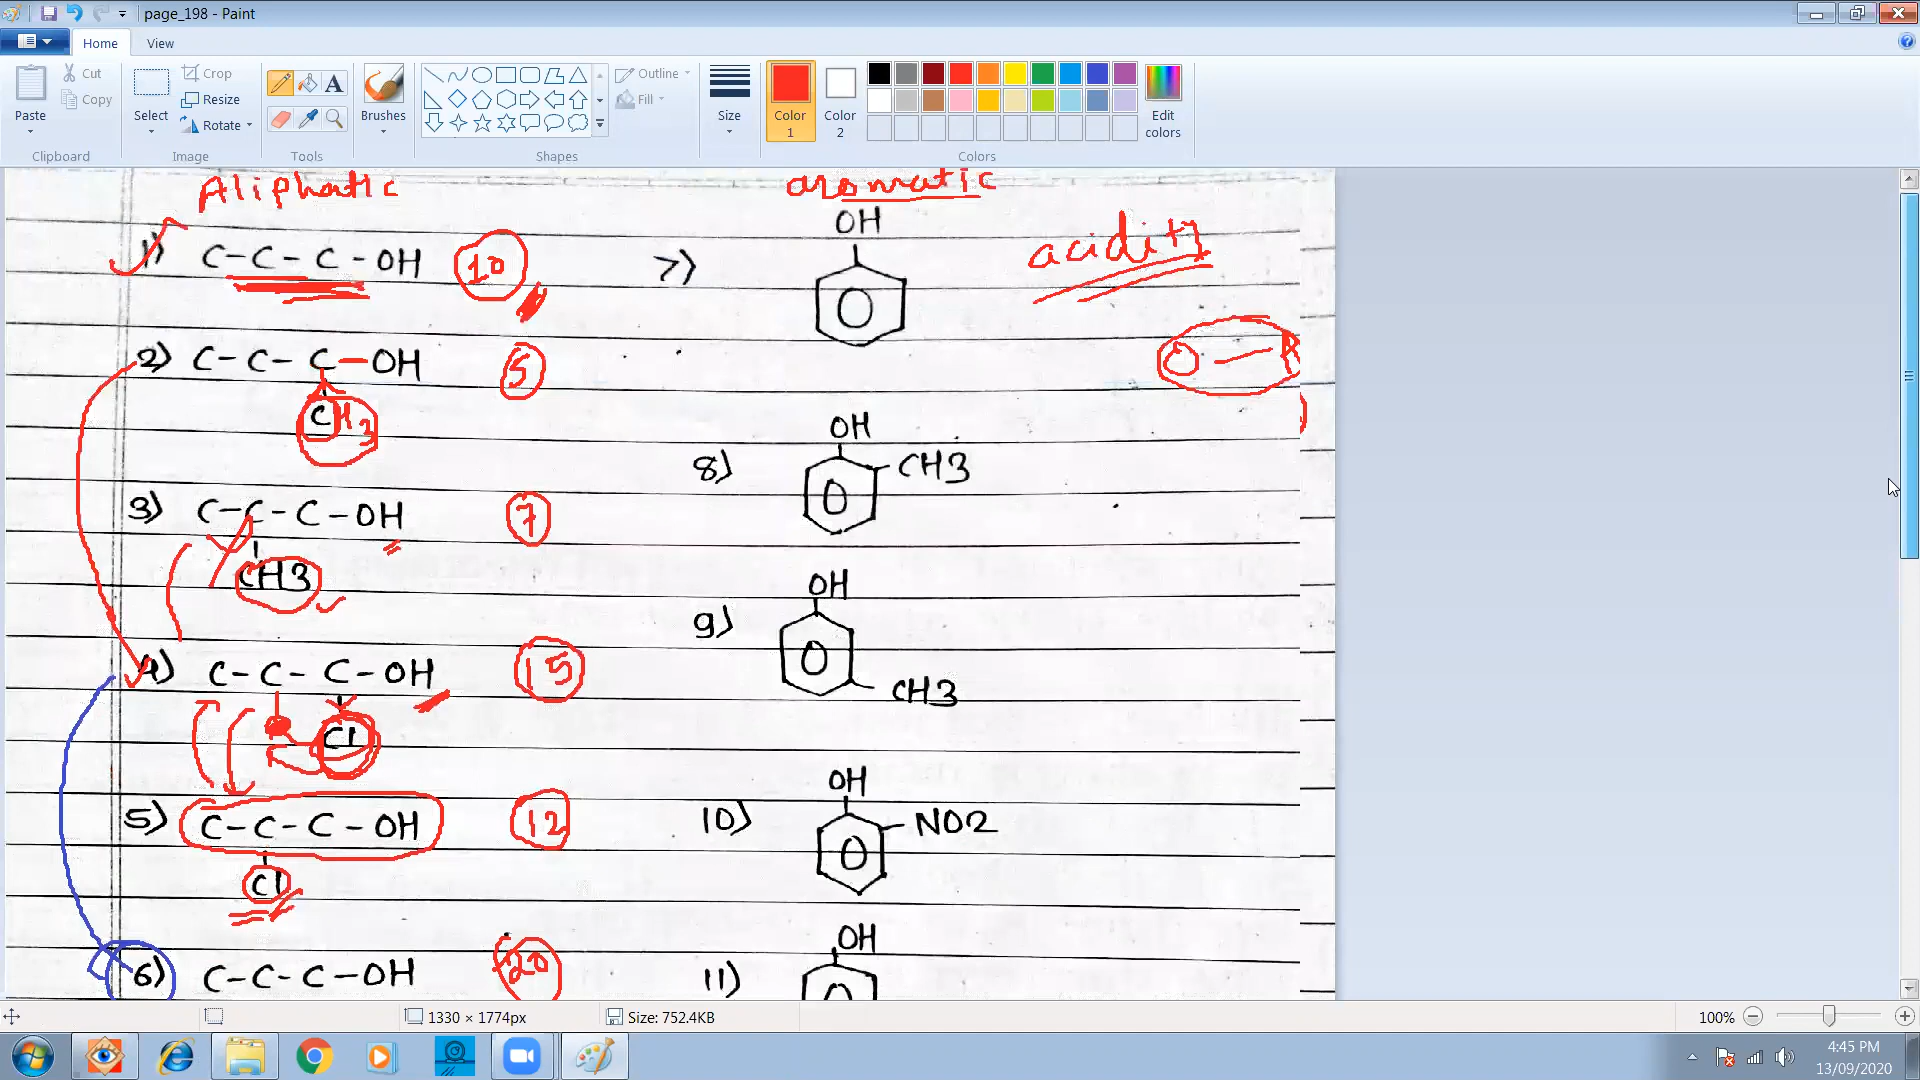 page_198 - Paint
Home View
Paste
Cut
Copy
Clipboard
Select
Crop
Resize
Rotate
Image
Tools
Brushes
Outline
Fill
Shapes
Size
Color 1
Color 2
Edit colors
Colors
Aliphatic
1) C-C-C-OH 10
2) C-C-C-OH 5
CH3
3) C-C-C-OH 7
CH3
4) C-C-C-OH 15
Cl
5) C-C-C-OH 12
Cl
6) C-C-C-OH 20
aromatic
acidity
7) OH
8) OH
CH3
9) OH
CH3
10) OH
NO2
11) OH
1330 × 1774px
Size: 752.4KB
100%
4:45 PM
13/09/2020